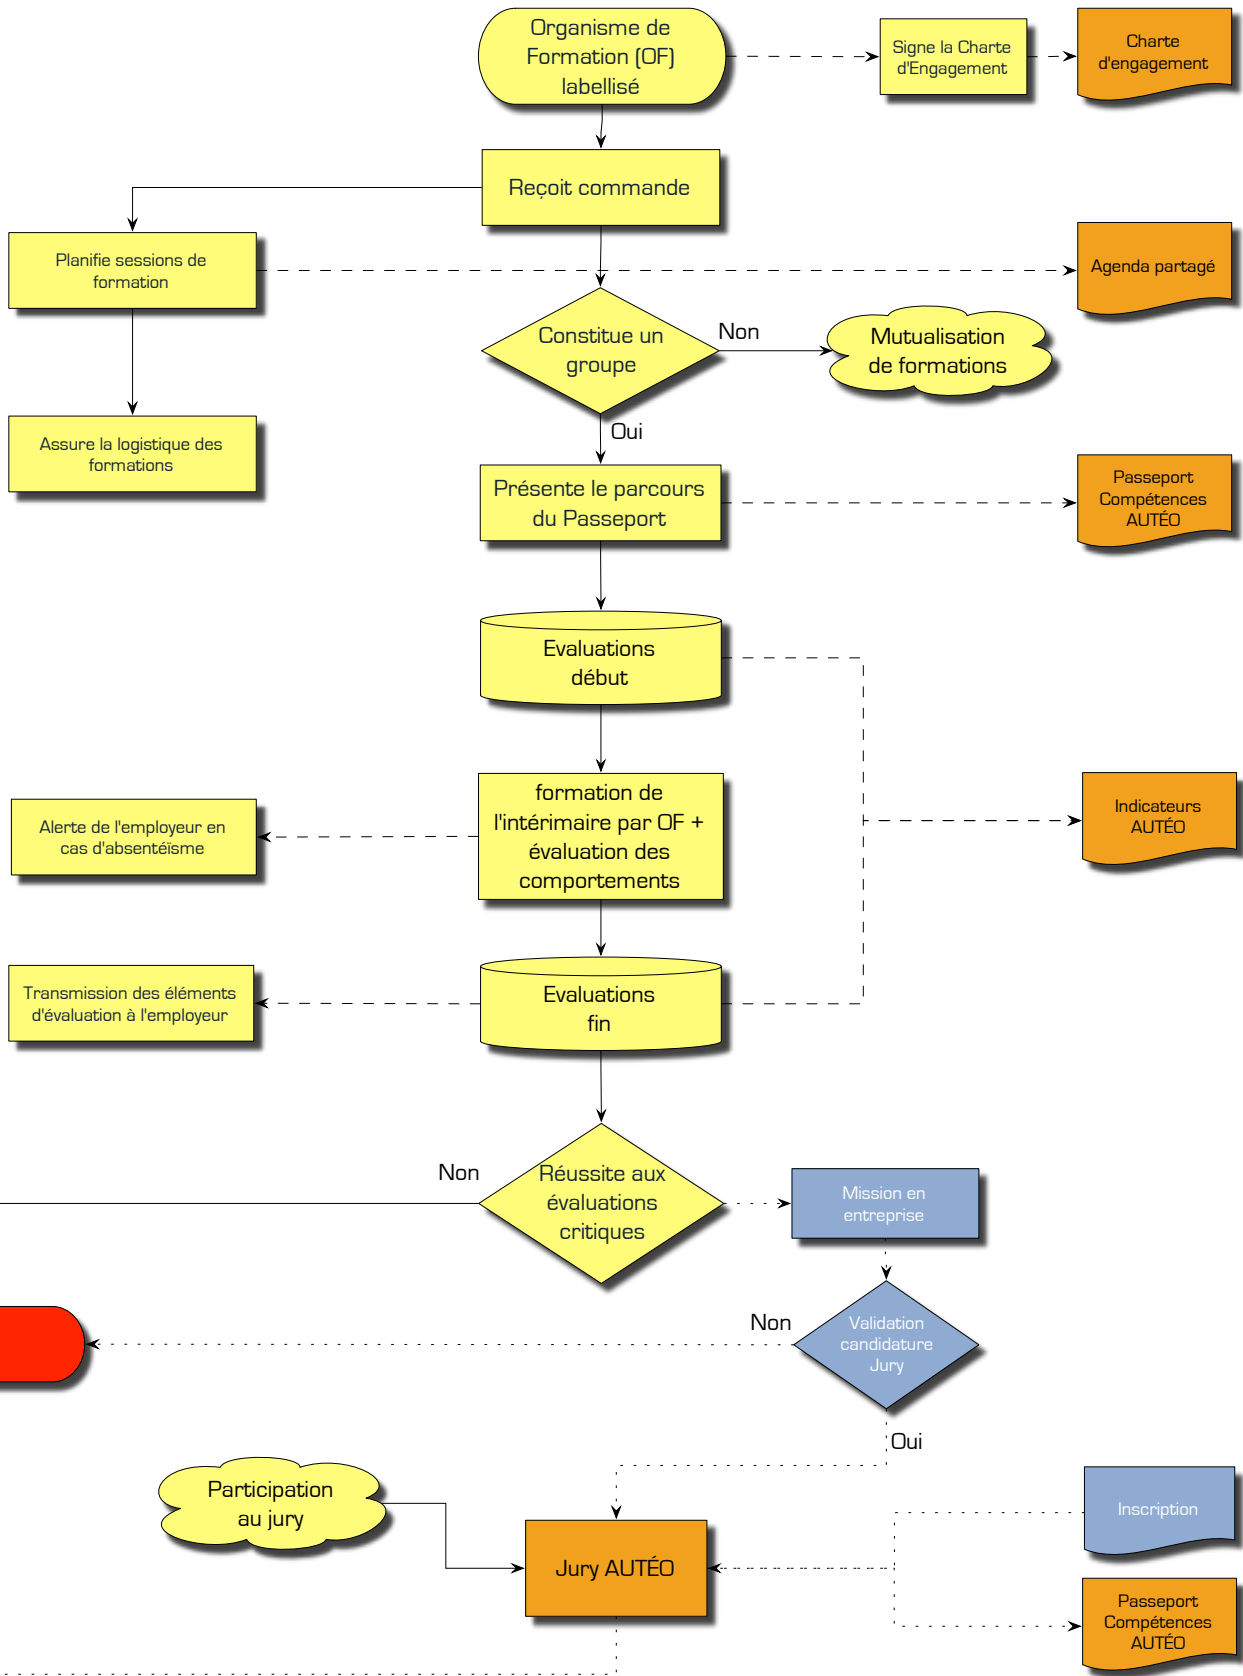 Organisme de
Formation (OF)
labellisé
Signe la Charte
d'Engagement
Charte
d'engagement
Reçoit commande
Planifie sessions de
formation
Agenda partagé
Constitue un
groupe
Non
Mutualisation
de formations
Oui
Assure la logistique des
formations
Présente le parcours
du Passeport
Passeport
Compétences
AUTÉO
Evaluations
début
formation de
l'intérimaire par OF +
évaluation des
comportements
Alerte de l'employeur en
cas d'absentéïsme
Indicateurs
AUTÉO
Evaluations
fin
Transmission des éléments
d'évaluation à l'employeur
Non
Réussite aux
évaluations
critiques
Mission en
entreprise
Non
Validation
candidature
Jury
Oui
Participation
au jury
Inscription
Jury AUTÉO
Passeport
Compétences
AUTÉO